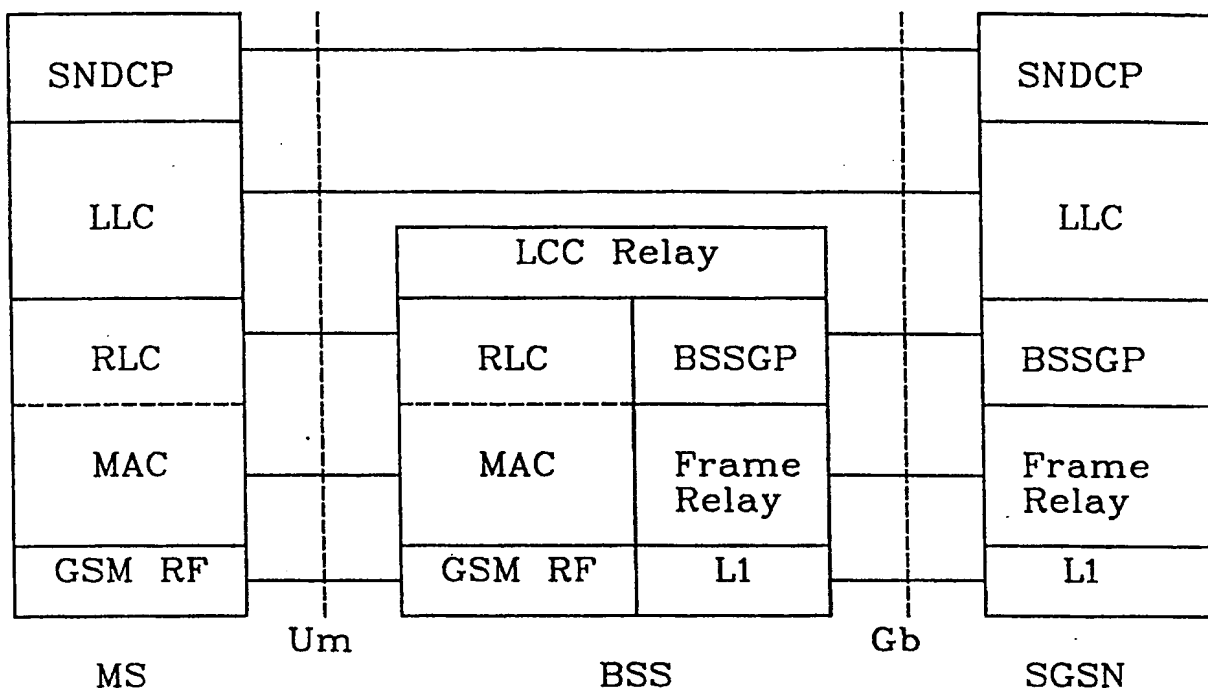 SNDCP
SNDCP
LLC
LLC
LCC Relay
RLC
RLC
BSSGP
BSSGP
MAC
MAC
Frame
Relay
Frame
Relay
GSM RF
GSM RF
L1
L1
Um
Gb
MS
BSS
SGSN